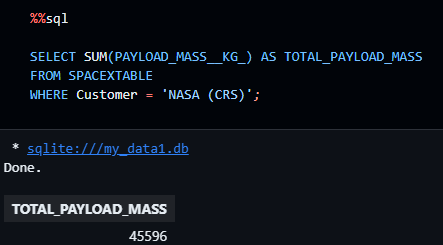 %%sql
SELECT SUM(PAYLOAD_MASS__KG_) AS TOTAL_PAYLOAD_MASS
FROM SPACEXTABLE
WHERE Customer = 'NASA (CRS)';
* sqlite:///my_data1.db
Done.
TOTAL_PAYLOAD_MASS
45596